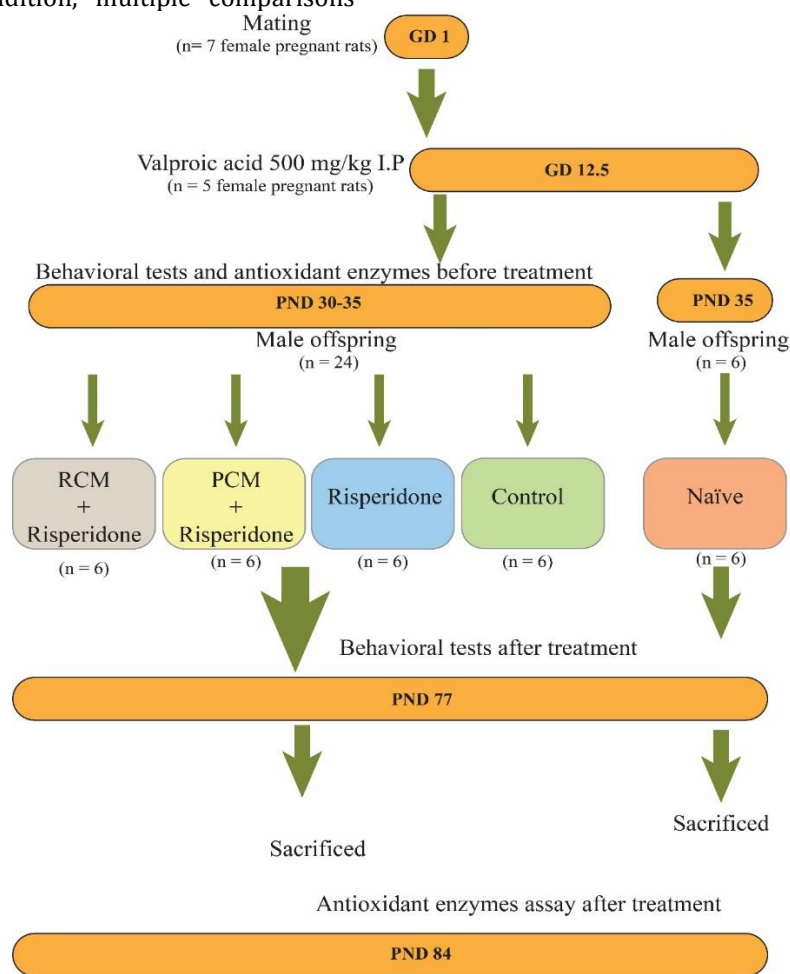 ndition, multiple comparisons
Mating
(n= 7 female pregnant rats)
GD 1
Valproic acid 500 mg/kg I.P
(n = 5 female pregnant rats)
GD 12.5
Behavioral tests and antioxidant enzymes before treatment
PND 30-35
PND 35
Male offspring
(n = 24)
Male offspring
(n = 6)
RCM
+
Risperidone
(n = 6)
PCM
+
Risperidone
(n = 6)
Risperidone
(n = 6)
Control
(n = 6)
Naïve
(n = 6)
Behavioral tests after treatment
PND 77
Sacrificed
Sacrificed
Antioxidant enzymes assay after treatment
PND 84